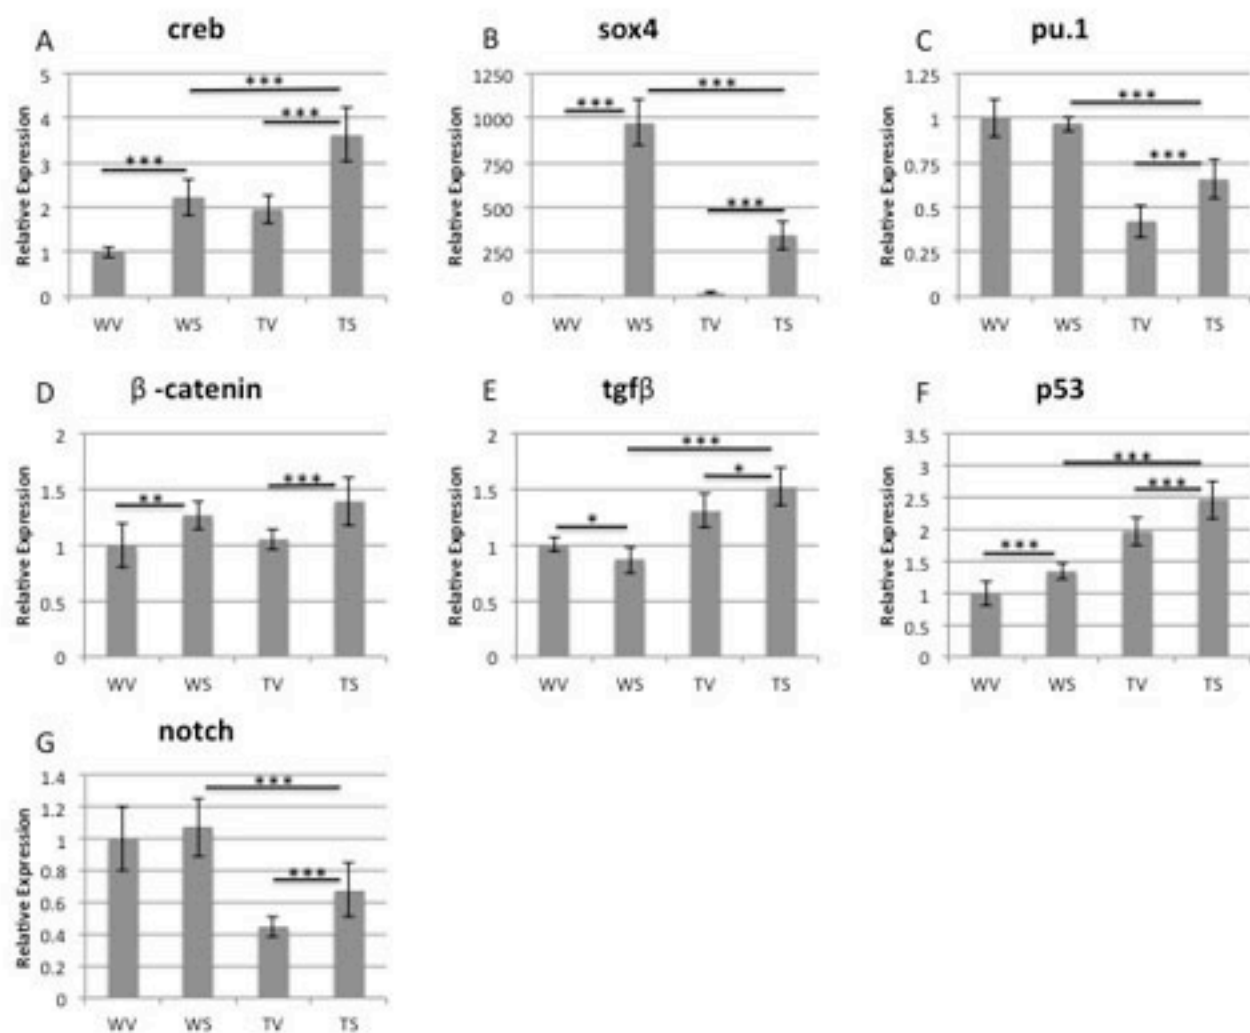 A creb
Relative Expression
5
4
3
2
1
0
***
***
***
WV WS TV TS
B sox4
Relative Expression
1250
1000
750
500
250
0
***
***
***
WV WS TV TS
C pu.1
Relative Expression
1.25
1
0.75
0.5
0.25
0
***
***
WV WS TV TS
D β -catenin
Relative Expression
2
1.5
1
0.5
0
**
***
WV WS TV TS
E tgfβ
Relative Expression
2
1.5
1
0.5
0
***
*
*
WV WS TV TS
F p53
Relative Expression
3.5
3
2.5
2
1.5
1
0.5
0
***
***
***
WV WS TV TS
G notch
Relative Expression
1.4
1.2
1
0.8
0.6
0.4
0.2
0
***
***
WV WS TV TS